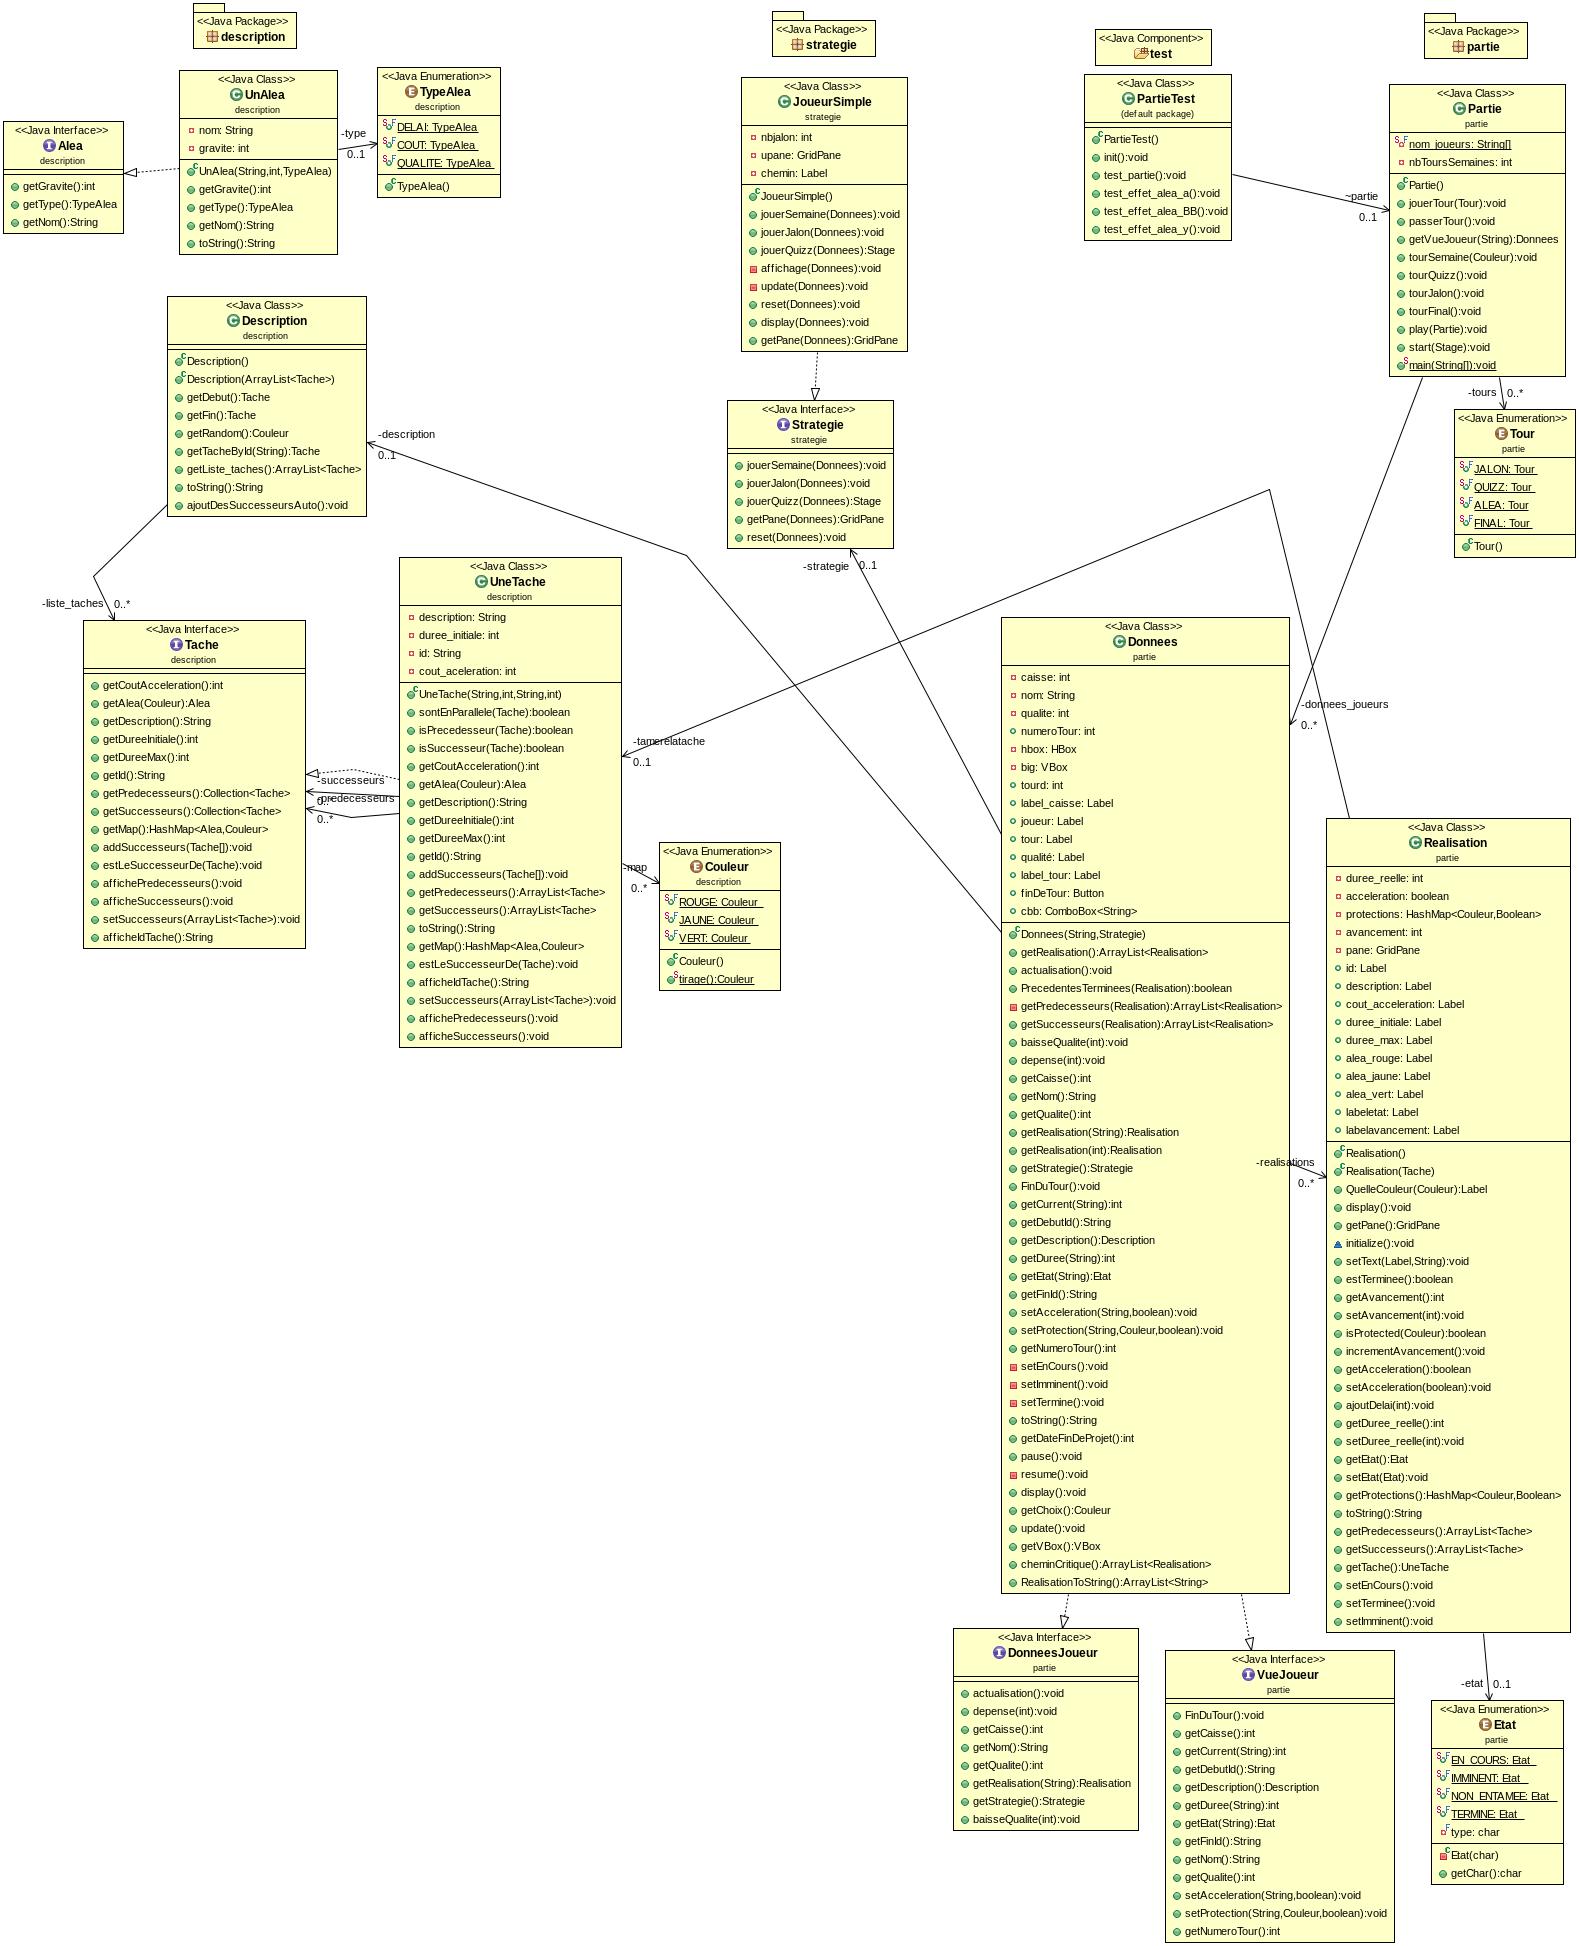 <<Java Package>>
description
<<Java Package>>
strategie
<<Java Component>>
test
<<Java Package>>
partie
<<Java Interface>>
Alea
description
getGravite():int
getType():TypeAlea
getNom():String
<<Java Class>>
UnAlea
description
nom: String
gravite: int
UnAlea(String,int,TypeAlea)
getGravite():int
getType():TypeAlea
getNom():String
toString():String
-type
0..1
<<Java Enumeration>>
TypeAlea
description
DELAI: TypeAlea
COUT: TypeAlea
QUALITE: TypeAlea
TypeAlea()
<<Java Class>>
JoueurSimple
strategie
nbjalon: int
upane: GridPane
chemin: Label
JoueurSimple()
jouerSemaine(Donnees):void
jouerJalon(Donnees):void
jouerQuizz(Donnees):Stage
affichage(Donnees):void
update(Donnees):void
reset(Donnees):void
display(Donnees):void
getPane(Donnees):GridPane
<<Java Class>>
PartieTest
(default package)
PartieTest()
init():void
test_partie():void
test_effet_alea_a():void
test_effet_alea_BB():void
test_effet_alea_y():void
~partie
0..1
<<Java Class>>
Partie
partie
nom_joueurs: String[]
nbToursSemaines: int
Partie()
jouerTour(Tour):void
passerTour():void
getVueJoueur(String):Donnees
tourSemaine(Couleur):void
tourQuizz():void
tourJalon():void
tourFinal():void
play(Partie):void
start(Stage):void
main(String[]):void
-tours
0..*
<<Java Enumeration>>
Tour
partie
JALON: Tour
QUIZZ: Tour
ALEA: Tour
FINAL: Tour
Tour()
<<Java Class>>
Description
description
Description()
Description(ArrayList<Tache>)
getDebut():Tache
getFin():Tache
getRandom():Couleur
getTacheById(String):Tache
getListe_taches():ArrayList<Tache>
toString():String
ajoutDesSuccesseursAuto():void
-description
0..1
<<Java Interface>>
Strategie
strategie
jouerSemaine(Donnees):void
jouerJalon(Donnees):void
jouerQuizz(Donnees):Stage
getPane(Donnees):GridPane
reset(Donnees):void
-strategie
0..1
-liste_taches
0..*
<<Java Interface>>
Tache
description
getCoutAcceleration():int
getAlea(Couleur):Alea
getDescription():String
getDureeInitiale():int
getDureeMax():int
getId():String
getPredecesseurs():Collection<Tache>
getSuccesseurs():Collection<Tache>
getMap():HashMap<Alea,Couleur>
addSuccesseurs(Tache[]):void
estLeSuccesseurDe(Tache):void
affichePredecesseurs():void
afficheSuccesseurs():void
setSuccesseurs(ArrayList<Tache>):void
afficheIdTache():String
-successeurs
0..*
-predecesseurs
0..*
<<Java Class>>
UneTache
description
description: String
duree_initiale: int
id: String
cout_aceleration: int
UneTache(String,int,String,int)
sontEnParallele(Tache):boolean
isPrecedesseur(Tache):boolean
isSuccesseur(Tache):boolean
getCoutAcceleration():int
getAlea(Couleur):Alea
getDescription():String
getDureeInitiale():int
getDureeMax():int
getId():String
addSuccesseurs(Tache[]):void
getPredecesseurs():ArrayList<Tache>
getSuccesseurs():ArrayList<Tache>
toString():String
getMap():HashMap<Alea,Couleur>
estLeSuccesseurDe(Tache):void
afficheIdTache():String
setSuccesseurs(ArrayList<Tache>):void
affichePredecesseurs():void
afficheSuccesseurs():void
-tamerelatache
0..1
-map
0..*
<<Java Enumeration>>
Couleur
description
ROUGE: Couleur
JAUNE: Couleur
VERT: Couleur
Couleur()
tirage():Couleur
<<Java Class>>
Donnees
partie
caisse: int
nom: String
qualite: int
numeroTour: int
hbox: HBox
big: VBox
tourd: int
label_caisse: Label
joueur: Label
tour: Label
qualité: Label
label_tour: Label
finDeTour: Button
cbb: ComboBox<String>
Donnees(String,Strategie)
getRealisation():ArrayList<Realisation>
actualisation():void
PrecedentesTerminees(Realisation):boolean
getPredecesseurs(Realisation):ArrayList<Realisation>
getSuccesseurs(Realisation):ArrayList<Realisation>
baisseQualite(int):void
depense(int):void
getCaisse():int
getNom():String
getQualite():int
getRealisation(String):Realisation
getRealisation(int):Realisation
getStrategie():Strategie
FinDuTour():void
getCurrent(String):int
getDebutId():String
getDescription():Description
getDuree(String):int
getEtat(String):Etat
getFinId():String
setAcceleration(String,boolean):void
setProtection(String,Couleur,boolean):void
getNumeroTour():int
setEnCours():void
setImminent():void
setTermine():void
toString():String
getDateFinDeProjet():int
pause():void
resume():void
display():void
getChoix():Couleur
update():void
getVBox():VBox
cheminCritique():ArrayList<Realisation>
RealisationToString():ArrayList<String>
-donnees_joueurs
0..*
-realisations
0..*
<<Java Class>>
Realisation
partie
duree_reelle: int
acceleration: boolean
protections: HashMap<Couleur,Boolean>
avancement: int
pane: GridPane
id: Label
description: Label
cout_acceleration: Label
duree_initiale: Label
duree_max: Label
alea_rouge: Label
alea_jaune: Label
alea_vert: Label
labeletat: Label
labelavancement: Label
Realisation()
Realisation(Tache)
QuelleCouleur(Couleur):Label
display():void
getPane():GridPane
initialize():void
setText(Label,String):void
estTerminee():boolean
getAvancement():int
setAvancement(int):void
isProtected(Couleur):boolean
incrementAvancement():void
getAcceleration():boolean
setAcceleration(boolean):void
ajoutDelai(int):void
getDuree_reelle():int
setDuree_reelle(int):void
getEtat():Etat
setEtat(Etat):void
getProtections():HashMap<Couleur,Boolean>
toString():String
getPredecesseurs():ArrayList<Tache>
getSuccesseurs():ArrayList<Tache>
getTache():UneTache
setEnCours():void
setTerminee():void
setImminent():void
<<Java Interface>>
DonneesJoueur
partie
actualisation():void
depense(int):void
getCaisse():int
getNom():String
getQualite():int
getRealisation(String):Realisation
getStrategie():Strategie
baisseQualite(int):void
<<Java Interface>>
VueJoueur
partie
FinDuTour():void
getCaisse():int
getCurrent(String):int
getDebutId():String
getDescription():Description
getDuree(String):int
getEtat(String):Etat
getFinId():String
getNom():String
getQualite():int
setAcceleration(String,boolean):void
setProtection(String,Couleur,boolean):void
getNumeroTour():int
-etat
0..1
<<Java Enumeration>>
Etat
partie
EN_COURS: Etat
IMMINENT: Etat
NON_ENTAMEE: Etat
TERMINE: Etat
type: char
Etat(char)
getChar():char